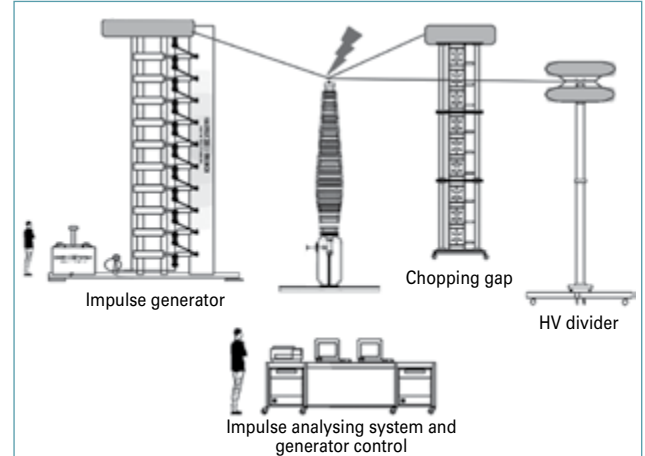 Impulse generator
Chopping gap
HV divider
Impulse analysing system and
generator control